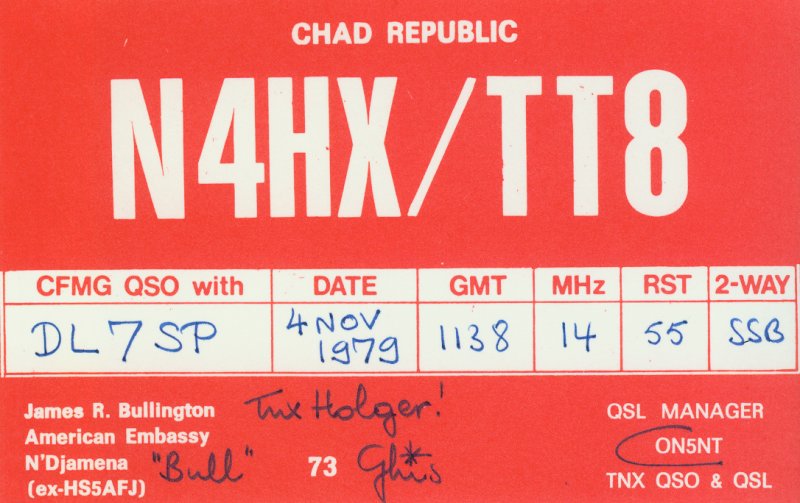 CHAD REPUBLIC
N4HX/TT8
CFMG QSO with DATE GMT MHz RST 2-WAY
DL7SP 4 NOV 1979 1138 14 55 SSB
James R. Bullington Tnx Holger!
American Embassy
N'Djamena "Bull"
(ex-HS5AFJ)
73
QSL MANAGER
ON5NT
TNX QSO & QSL